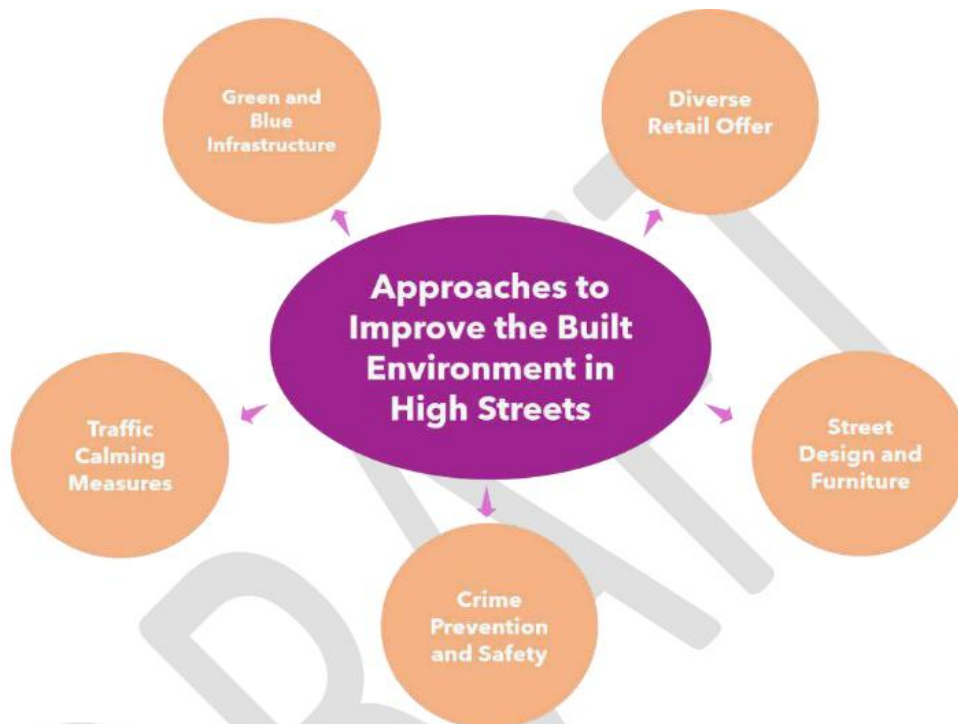 Green and
Blue
Infrastructure
Diverse
Retail Offer
Approaches to
Improve the Built
Environment in
High Streets
Traffic
Calming
Measures
Street
Design and
Furniture
Crime
Prevention
and Safety